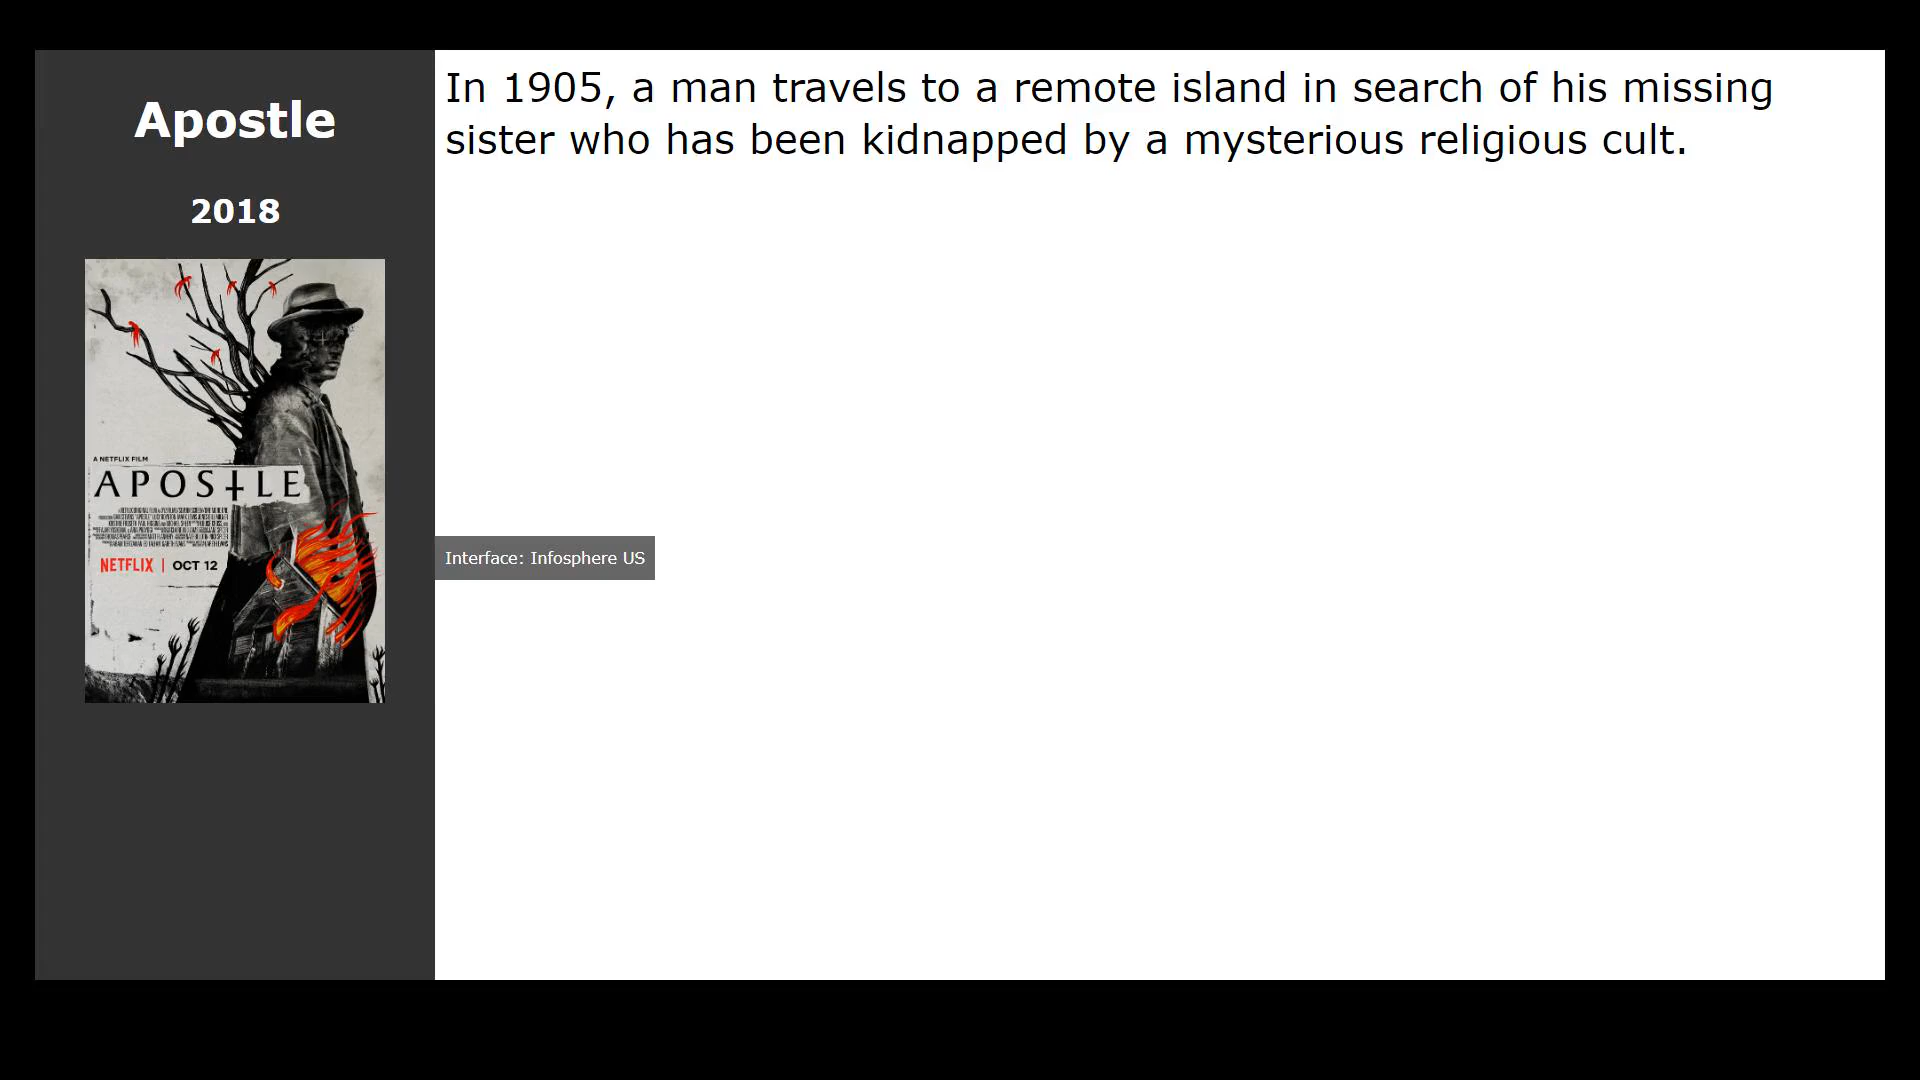 Apostle
2018
A NETFLIX FILM
APOSTLE
NETFLIX | OCT 12
In 1905, a man travels to a remote island in search of his missing
sister who has been kidnapped by a mysterious religious cult.
Interface: Infosphere US